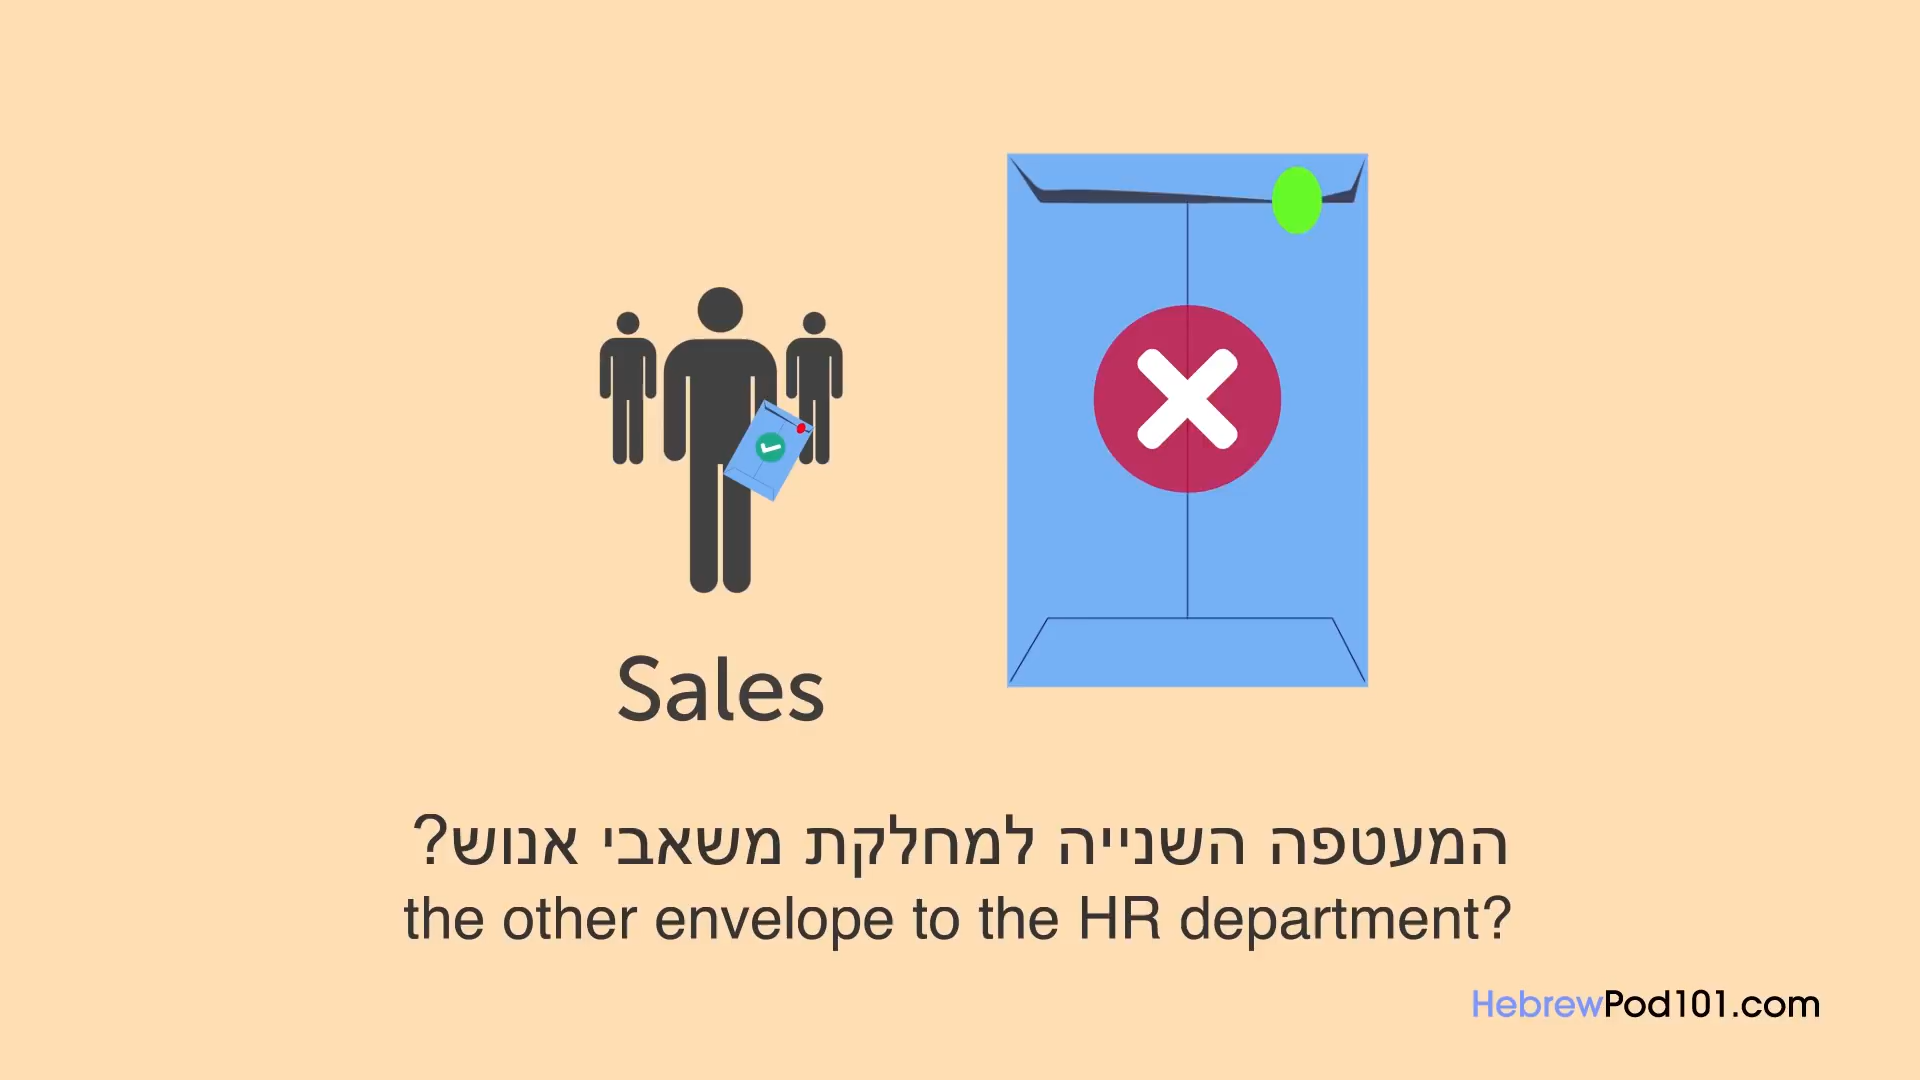 Sales
המעטפה השנייה למחלקת משאבי אנוש?
the other envelope to the HR department?
HebrewPod101.com